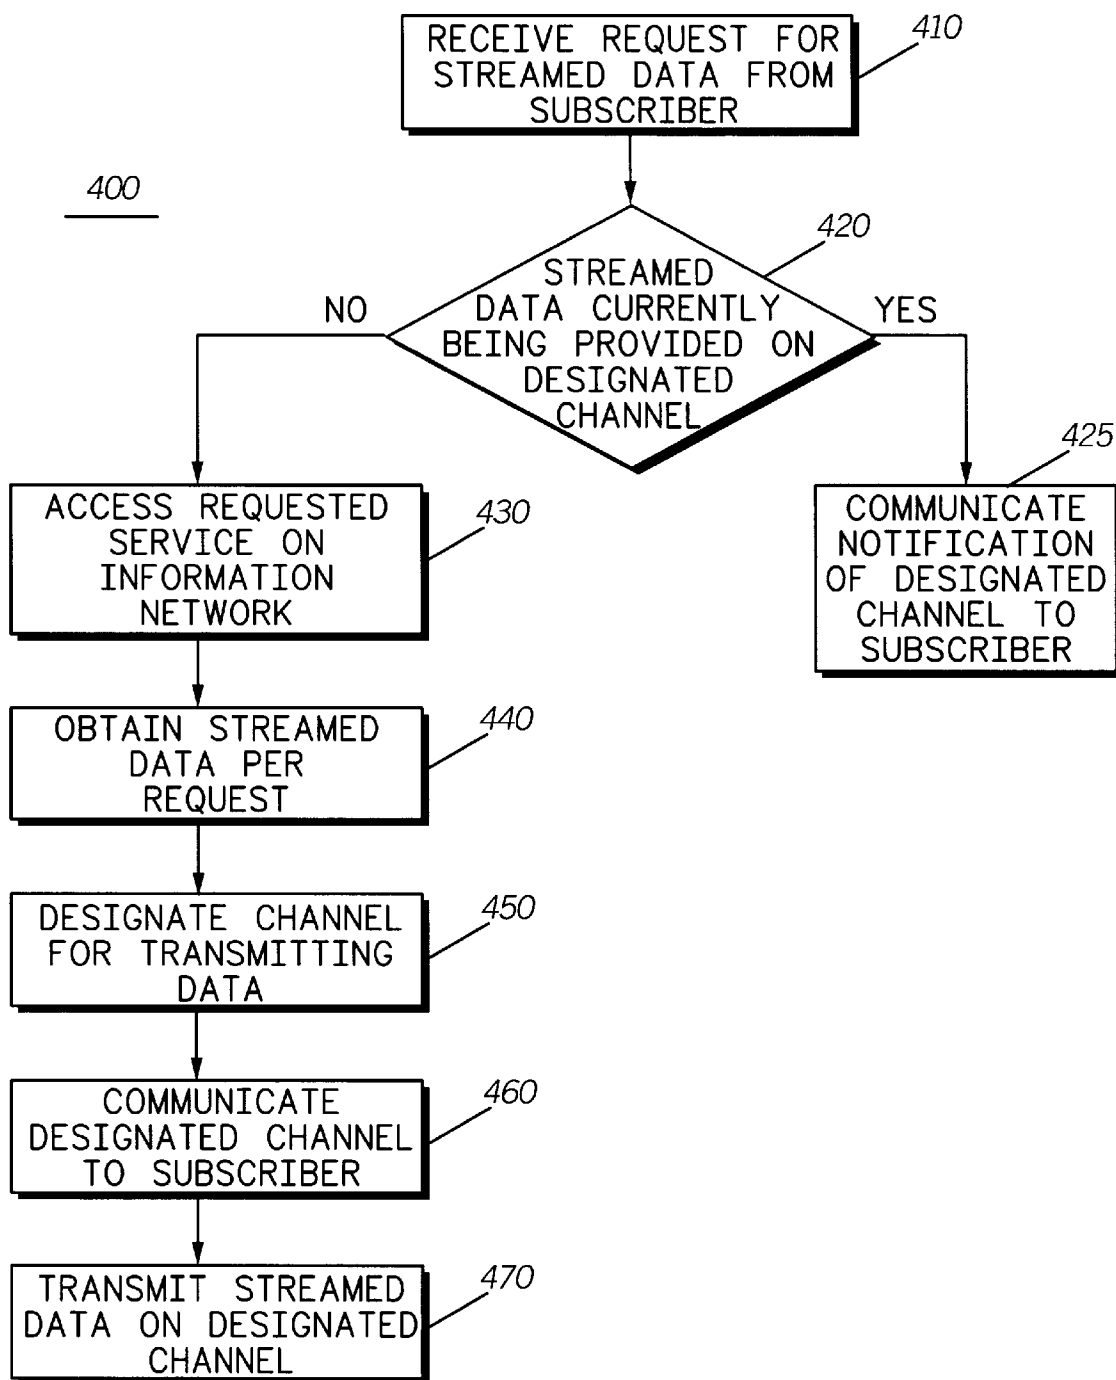 RECEIVE REQUEST FOR
STREAMED DATA FROM
SUBSCRIBER
410
400
420
STREAMED
DATA CURRENTLY
BEING PROVIDED ON
DESIGNATED
CHANNEL
NO
YES
425
COMMUNICATE
NOTIFICATION
OF DESIGNATED
CHANNEL TO
SUBSCRIBER
ACCESS REQUESTED
SERVICE ON
INFORMATION
NETWORK
430
OBTAIN STREAMED
DATA PER
REQUEST
440
DESIGNATE CHANNEL
FOR TRANSMITTING
DATA
450
COMMUNICATE
DESIGNATED CHANNEL
TO SUBSCRIBER
460
TRANSMIT STREAMED
DATA ON DESIGNATED
CHANNEL
470